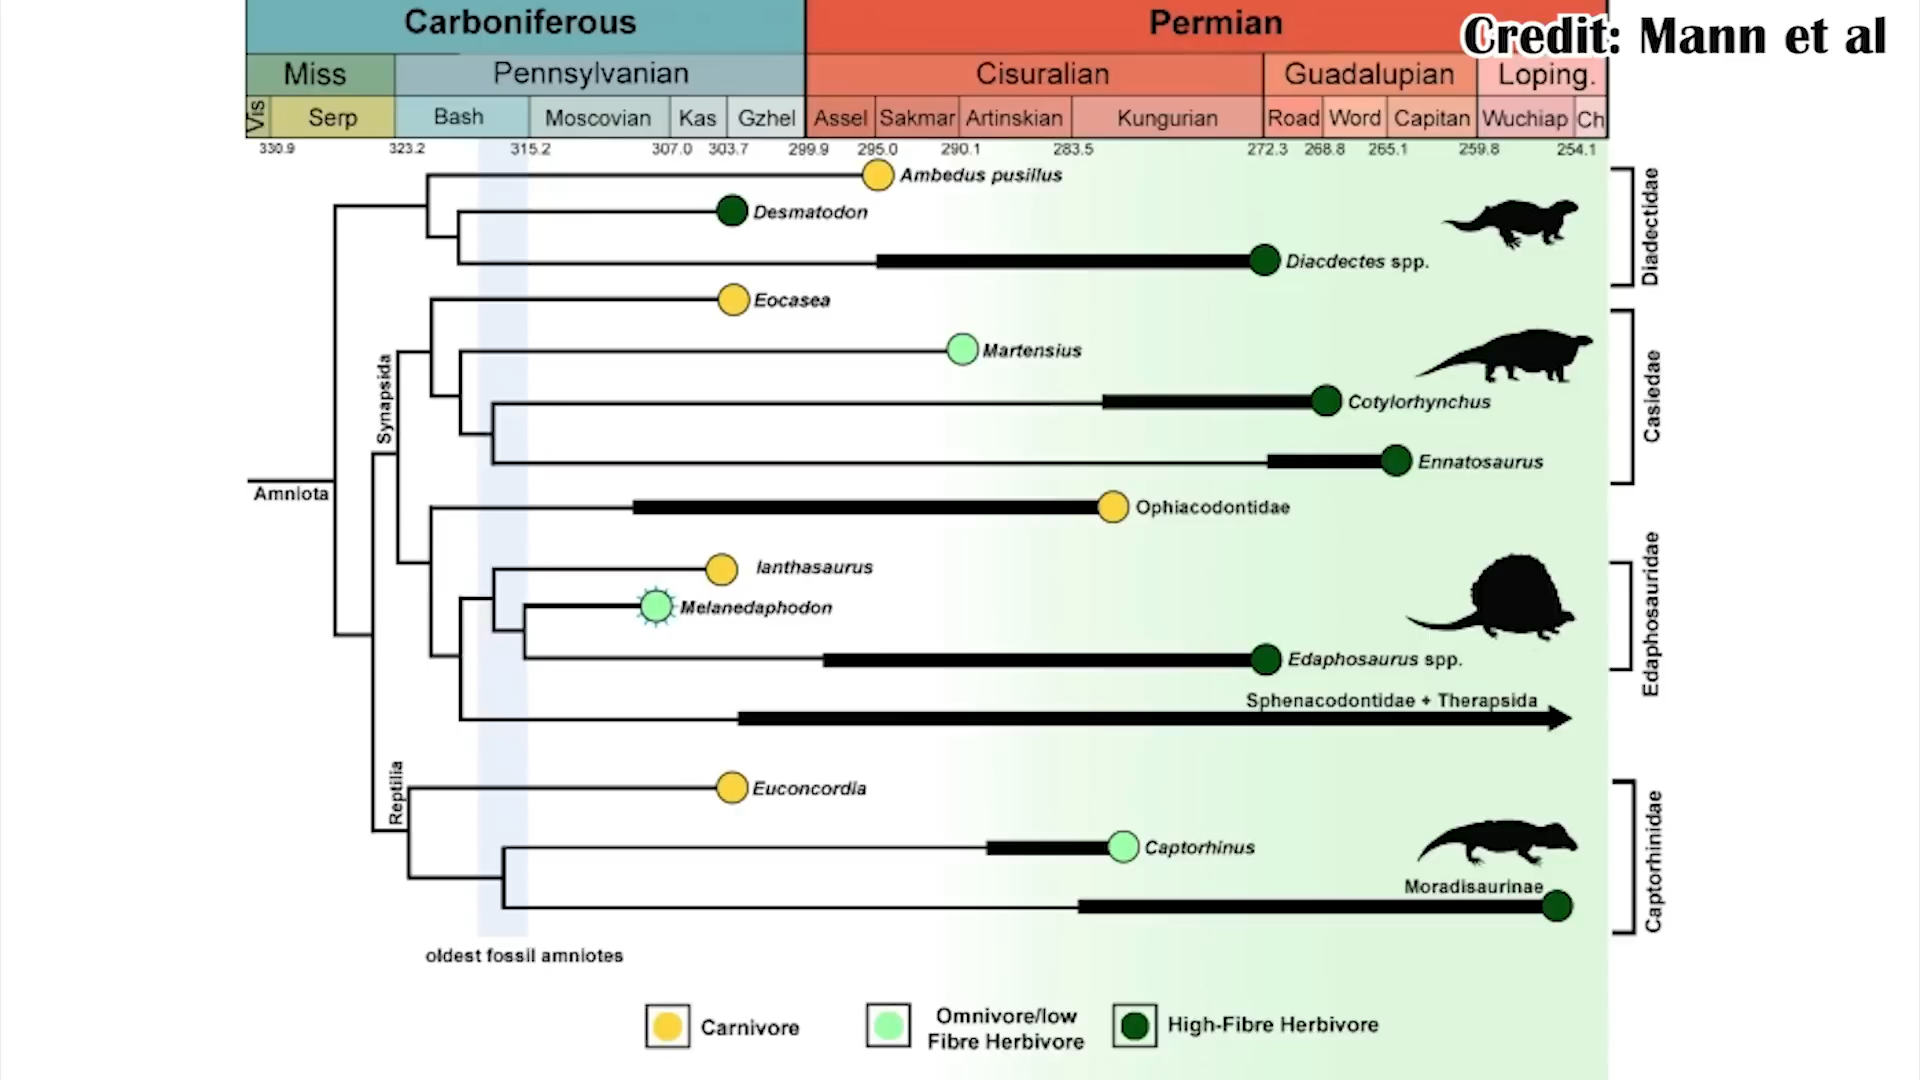 Carboniferous
Permian
Credit: Mann et al
Miss
Pennsylvanian
Cisuralian
Guadalupian
Loping.
Vis
Serp
Bash
Moscovian
Kas
Gzhel
Assel
Sakmar
Artinskian
Kungurian
Road
Word
Capitan
Wuchiap
Ch
330.9
323.2
315.2
307.0
303.7
299.9
295.0
290.1
283.5
272.3
268.8
265.1
259.8
254.1
Ambedus pusillus
Desmatodon
Diacdectes spp.
Diadectidae
Eocasea
Martensius
Cotylorhynchus
Ennatosaurus
Casiedae
Synapsida
Amniota
Ophiacodontidae
Ianthasaurus
Melanedaphodon
Edaphosaurus spp.
Edaphosauridae
Sphenacodontidae + Therapsida
Reptilia
Euconcordia
Captorhinus
Moradisaurinae
Captorhinidae
oldest fossil amniotes
Carnivore
Omnivore/low
Fibre Herbivore
High-Fibre Herbivore